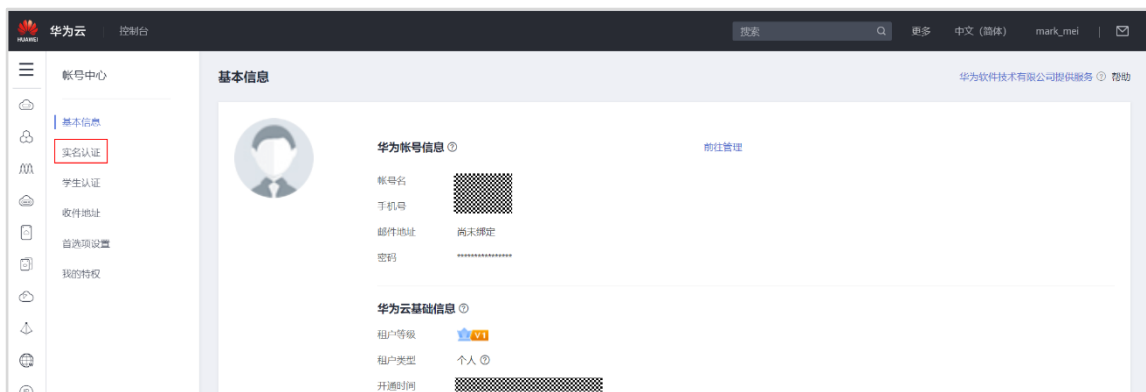 HUAWEI 华为云 控制台 搜索 更多 中文 (简体) mark_mei
帐号中心
基本信息 华为软件技术有限公司提供服务 帮助
基本信息
实名认证
学生认证
收件地址
首选项设置
我的特权
华为帐号信息 前往管理
帐号名
手机号
邮件地址 尚未绑定
密码 ****************
华为云基础信息
租户等级 V1
租户类型 个人
开通时间